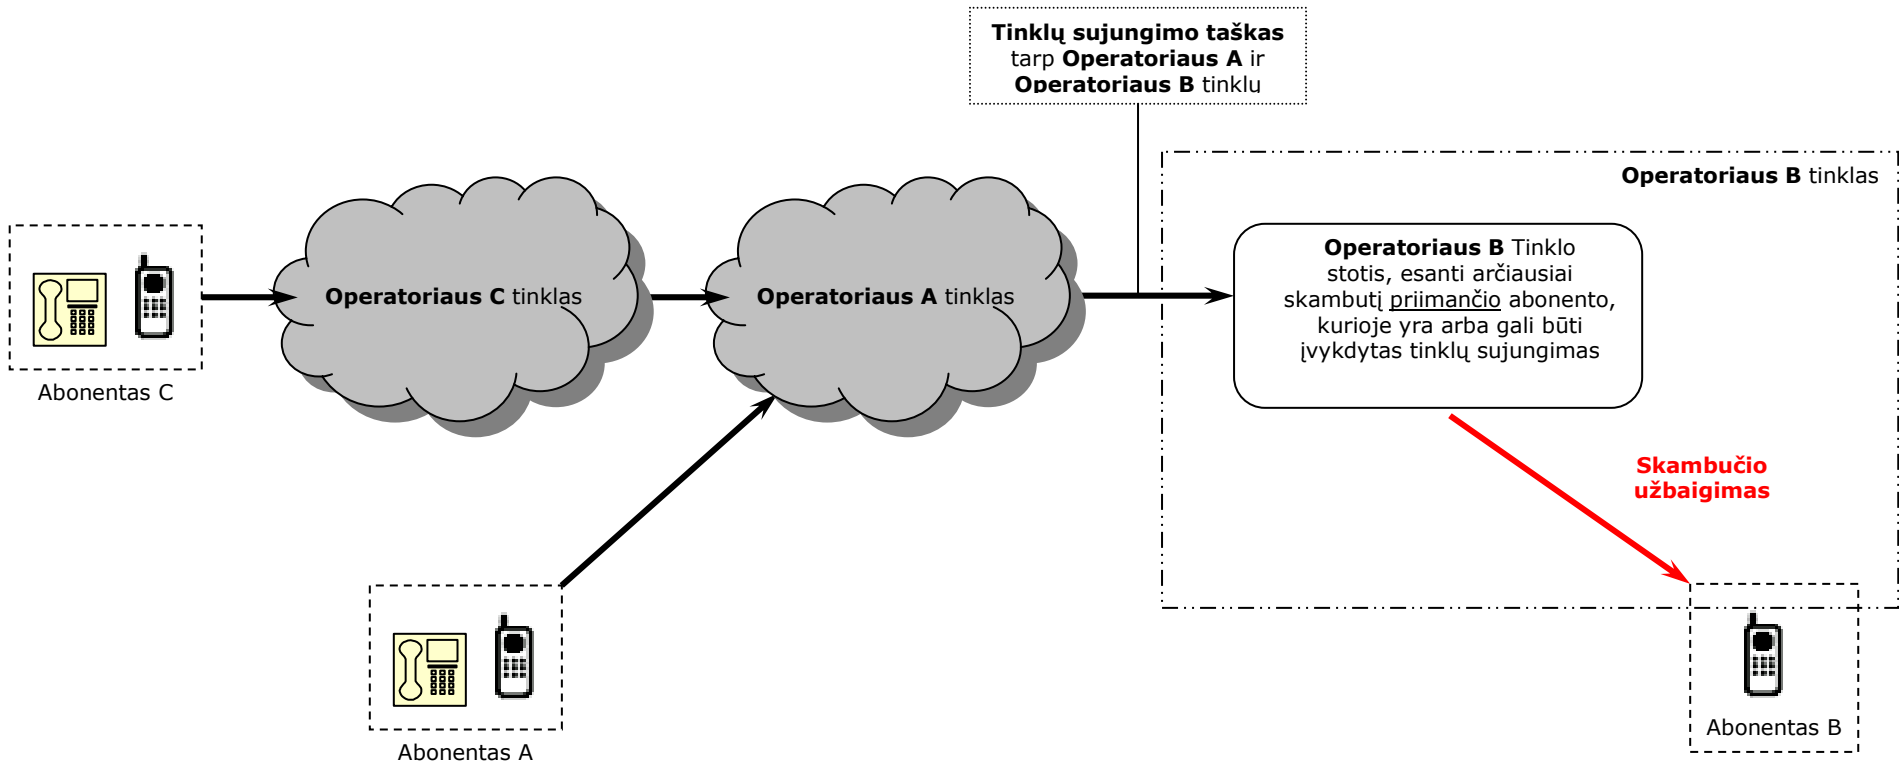 Tinklų sujungimo taškas
tarp Operatoriaus A ir
Operatoriaus B tinklų
Operatoriaus B tinklas
Operatoriaus C tinklas
Operatoriaus A tinklas
Operatoriaus B Tinklo
stotis, esanti arčiausiai
skambutį priimančio abonento,
kurioje yra arba gali būti
įvykdytas tinklų sujungimas
Abonentas C
Skambučio
užbaigimas
Abonentas A
Abonentas B